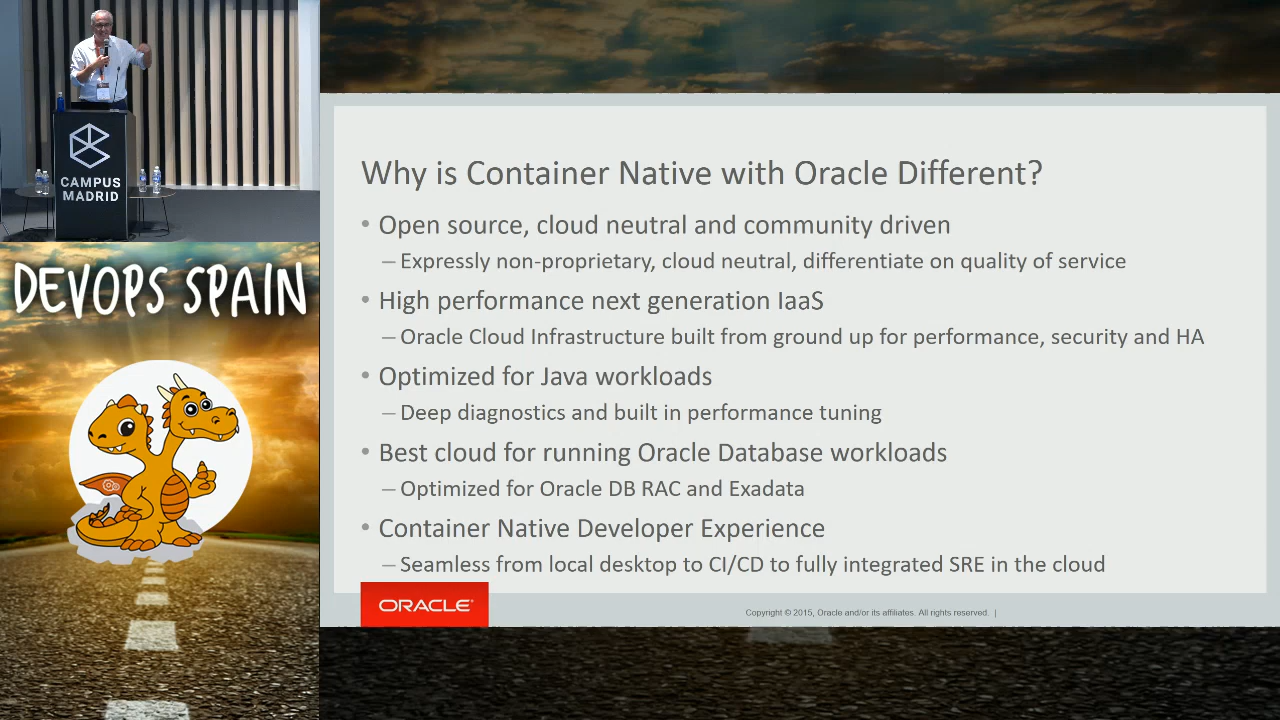 CAMPUS
MADRID
DEVOPS SPAIN
Why is Container Native with Oracle Different?
• Open source, cloud neutral and community driven
– Expressly non-proprietary, cloud neutral, differentiate on quality of service
• High performance next generation IaaS
– Oracle Cloud Infrastructure built from ground up for performance, security and HA
• Optimized for Java workloads
– Deep diagnostics and built in performance tuning
• Best cloud for running Oracle Database workloads
– Optimized for Oracle DB RAC and Exadata
• Container Native Developer Experience
– Seamless from local desktop to CI/CD to fully integrated SRE in the cloud
ORACLE®
Copyright © 2015, Oracle and/or its affiliates. All rights reserved. |